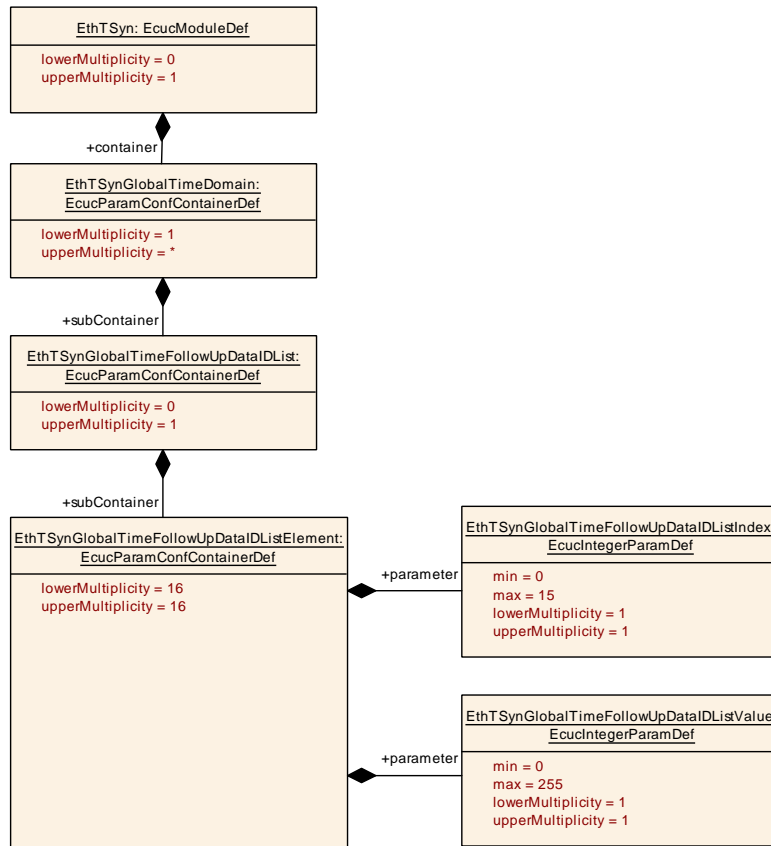 EthTSyn: EcucModuleDef
lowerMultiplicity = 0
upperMultiplicity = 1
+container
EthTSynGlobalTimeDomain:
EcucParamConfContainerDef
lowerMultiplicity = 1
upperMultiplicity = *
+subContainer
EthTSynGlobalTimeFollowUpDataIDList:
EcucParamConfContainerDef
lowerMultiplicity = 0
upperMultiplicity = 1
+subContainer
EthTSynGlobalTimeFollowUpDataIDListElement:
EcucParamConfContainerDef
lowerMultiplicity = 16
upperMultiplicity = 16
+parameter
EthTSynGlobalTimeFollowUpDataIDListIndex
EcucIntegerParamDef
min = 0
max = 15
lowerMultiplicity = 1
upperMultiplicity = 1
+parameter
EthTSynGlobalTimeFollowUpDataIDListValue
EcucIntegerParamDef
min = 0
max = 255
lowerMultiplicity = 1
upperMultiplicity = 1